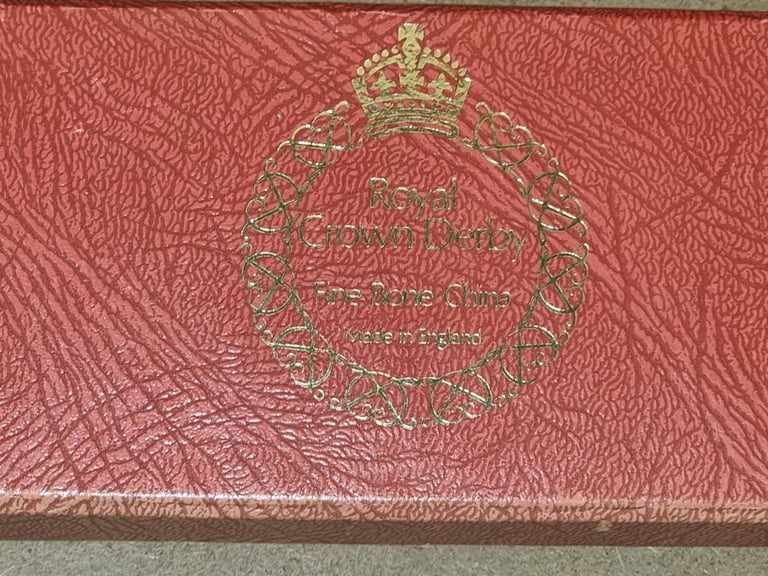 Royal
Crown Derby
Fine Bone China
Made in England